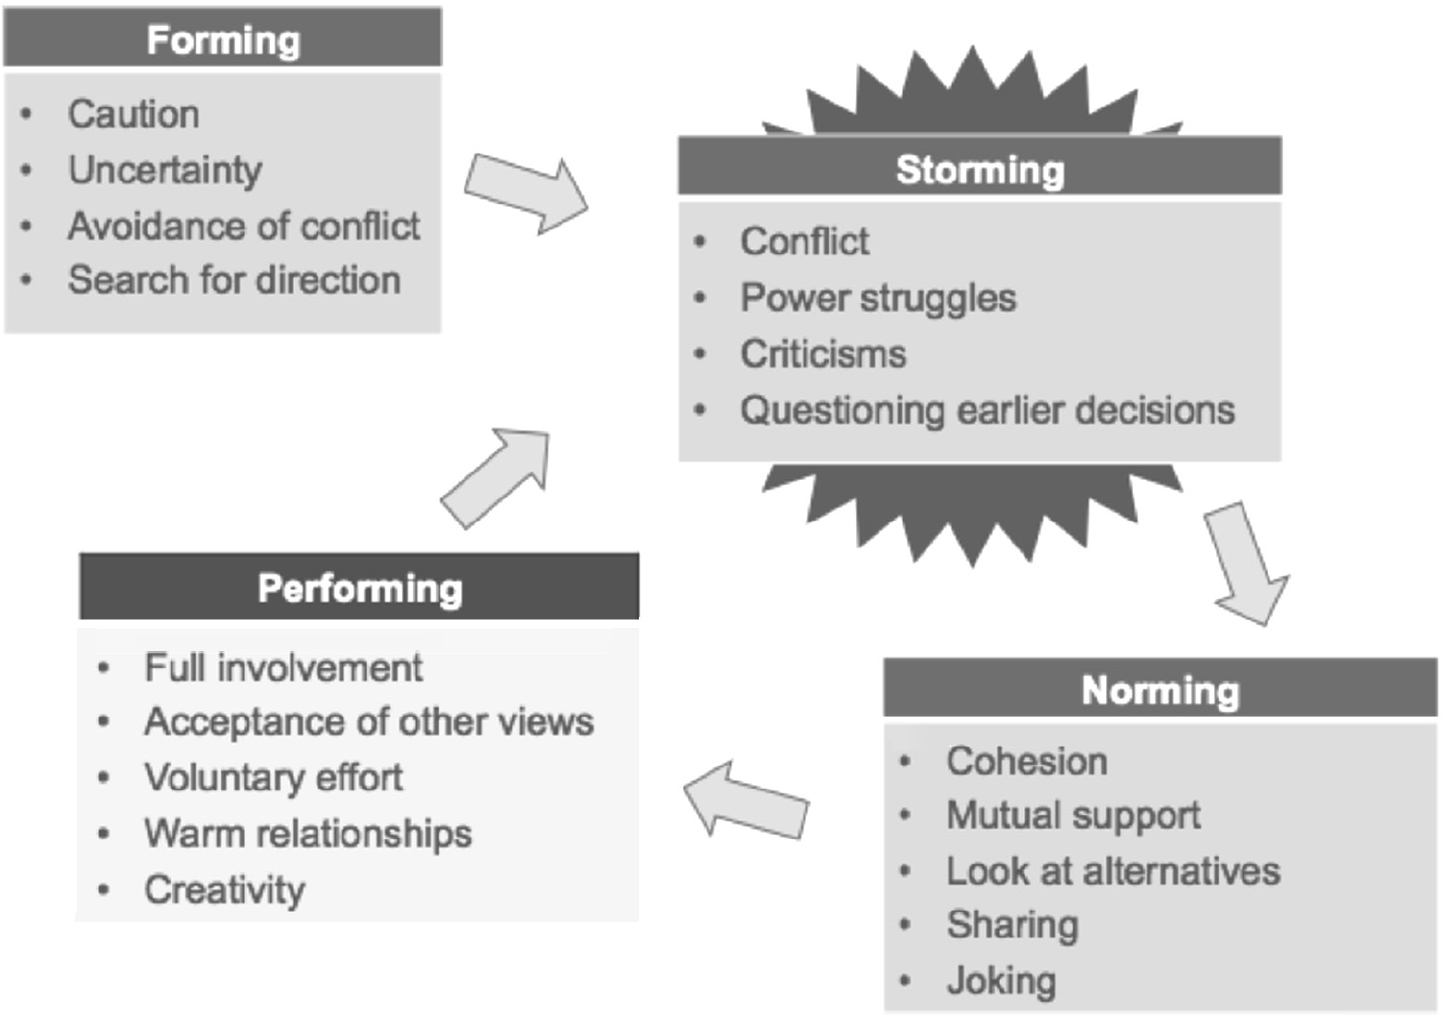 Forming
• Caution
• Uncertainty
• Avoidance of conflict
• Search for direction
Storming
• Conflict
• Power struggles
• Criticisms
• Questioning earlier decisions
Norming
• Cohesion
• Mutual support
• Look at alternatives
• Sharing
• Joking
Performing
• Full involvement
• Acceptance of other views
• Voluntary effort
• Warm relationships
• Creativity